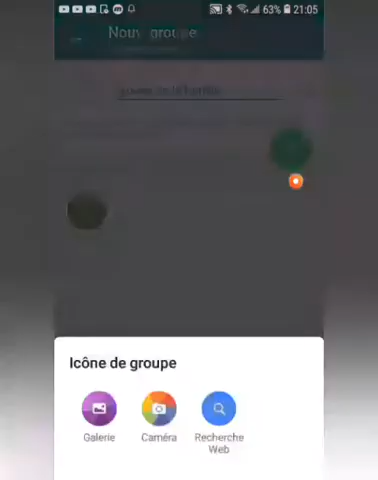 63% 21:05
Nouv groupe
Icône de groupe
Galerie
Caméra
Recherche
Web